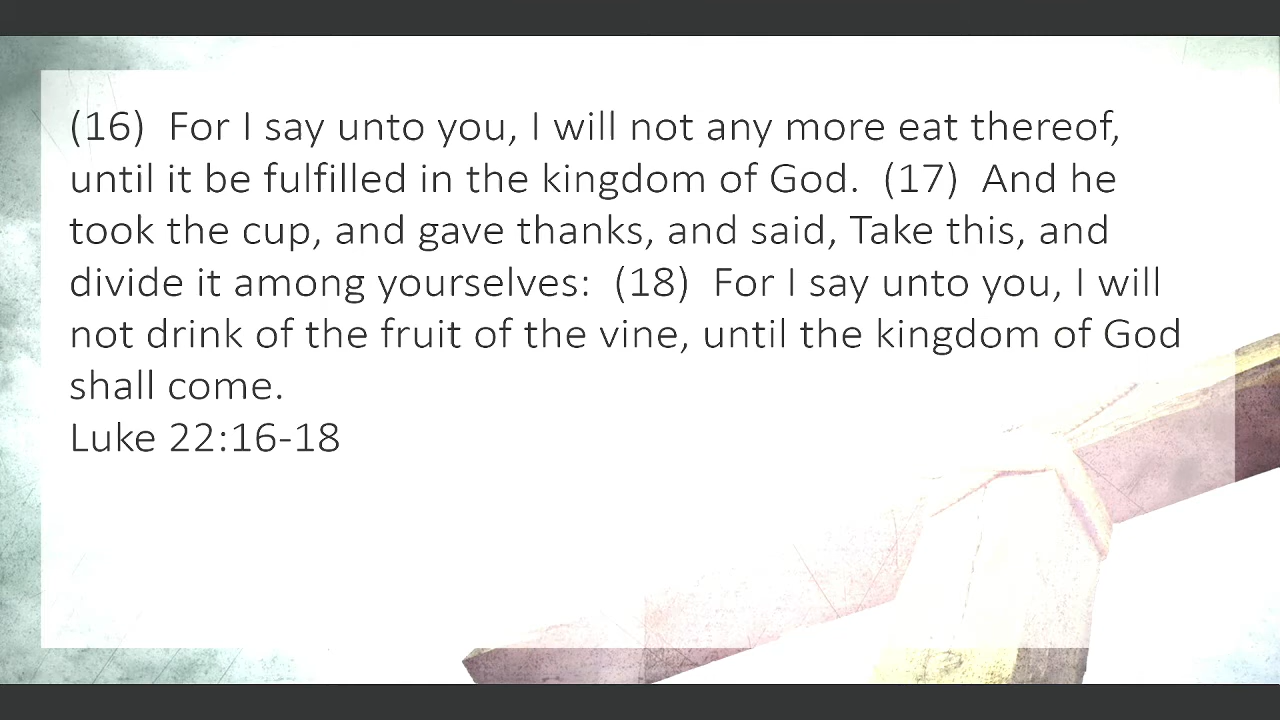 (16)  For I say unto you, I will not any more eat thereof,
until it be fulfilled in the kingdom of God.  (17)  And he
took the cup, and gave thanks, and said, Take this, and
divide it among yourselves:  (18)  For I say unto you, I will
not drink of the fruit of the vine, until the kingdom of God
shall come.
Luke 22:16-18